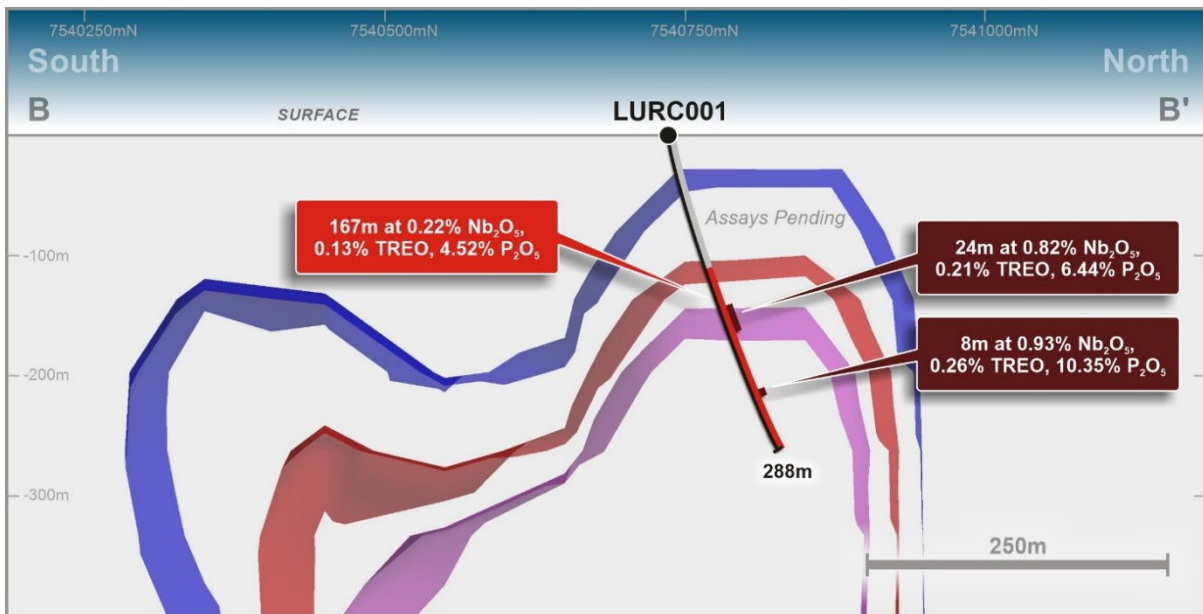 7540250mN
7540500mN
7540750mN
7541000mN
South
North
B
SURFACE
LURC001
B'
167m at 0.22% Nb₂O₅,
0.13% TREO, 4.52% P₂O₅
Assays Pending
24m at 0.82% Nb₂O₅,
0.21% TREO, 6.44% P₂O₅
-100m
8m at 0.93% Nb₂O₅,
0.26% TREO, 10.35% P₂O₅
-200m
288m
-300m
250m